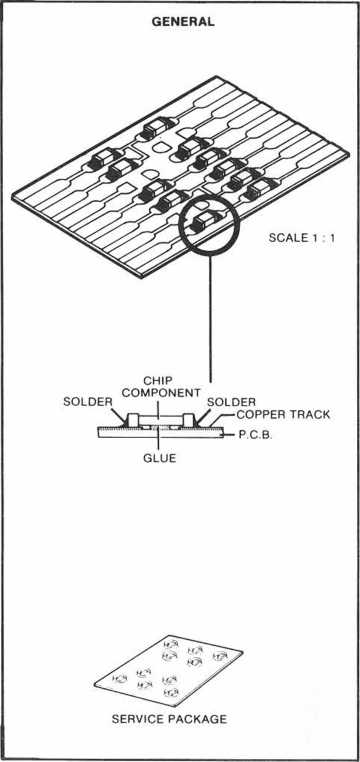 GENERAL
SCALE 1 : 1
CHIP
COMPONENT
SOLDER
SOLDER
COPPER TRACK
P.C.B.
GLUE
SERVICE PACKAGE